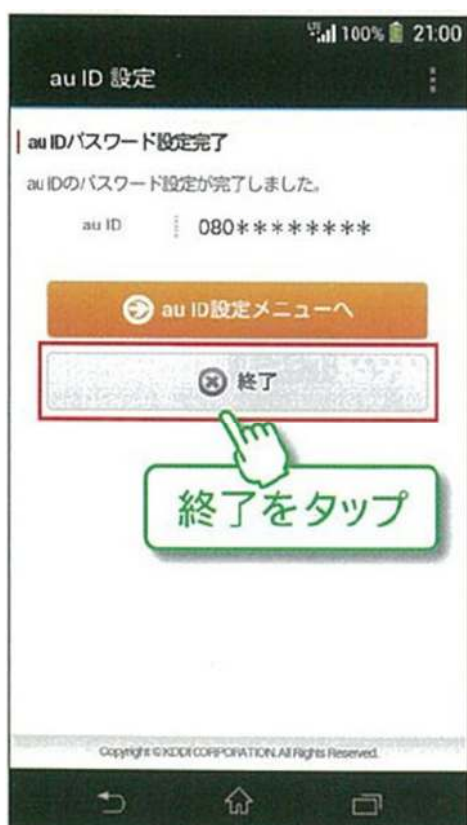 LTE 100% 21:00
au ID 設定
au IDパスワード設定完了
au IDのパスワード設定が完了しました。
au ID 080********
au ID設定メニューへ
終了
終了をタップ
Copyright © KDDI CORPORATION. All Rights Reserved.